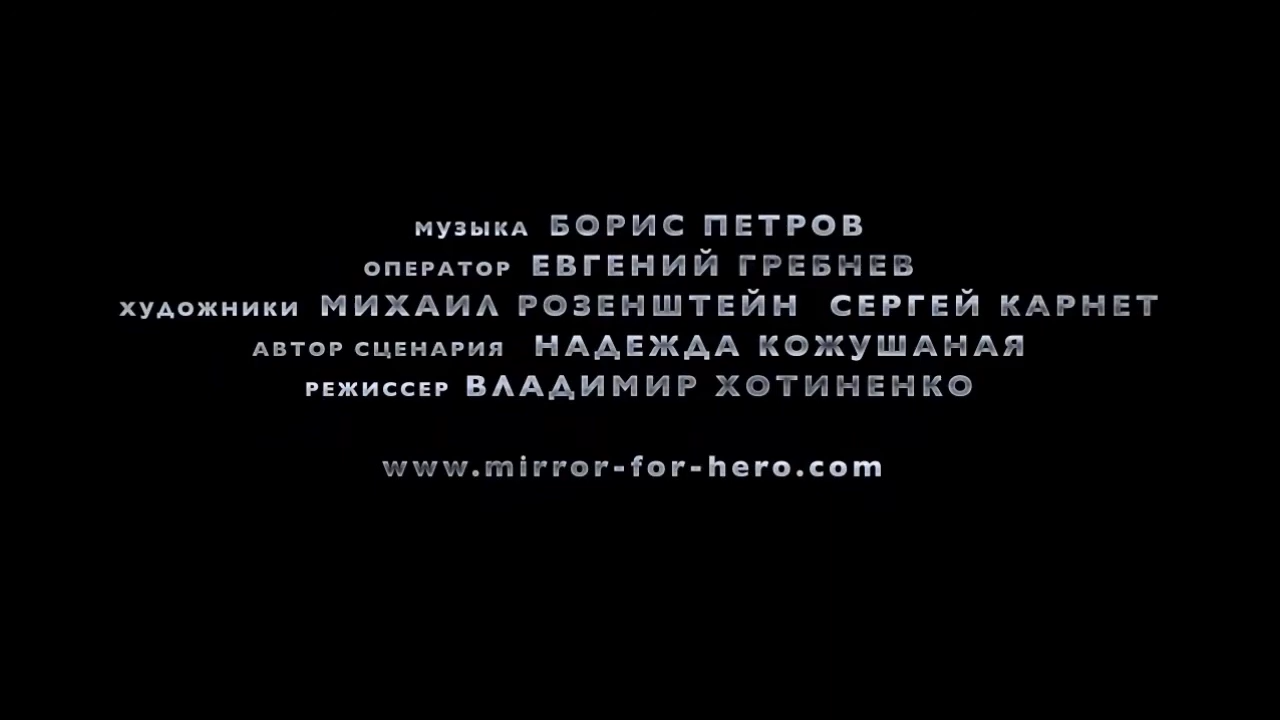 МУЗЫКА БОРИС ПЕТРОВ
ОПЕРАТОР ЕВГЕНИЙ ГРЕБНЕВ
ХУДОЖНИКИ МИХАИЛ РОЗЕНШТЕЙН СЕРГЕЙ КАРНЕТ
АВТОР СЦЕНАРИЯ НАДЕЖДА КОЖУШАНАЯ
РЕЖИССЕР ВЛАДИМИР ХОТИНЕНКО
www.mirror-for-hero.com